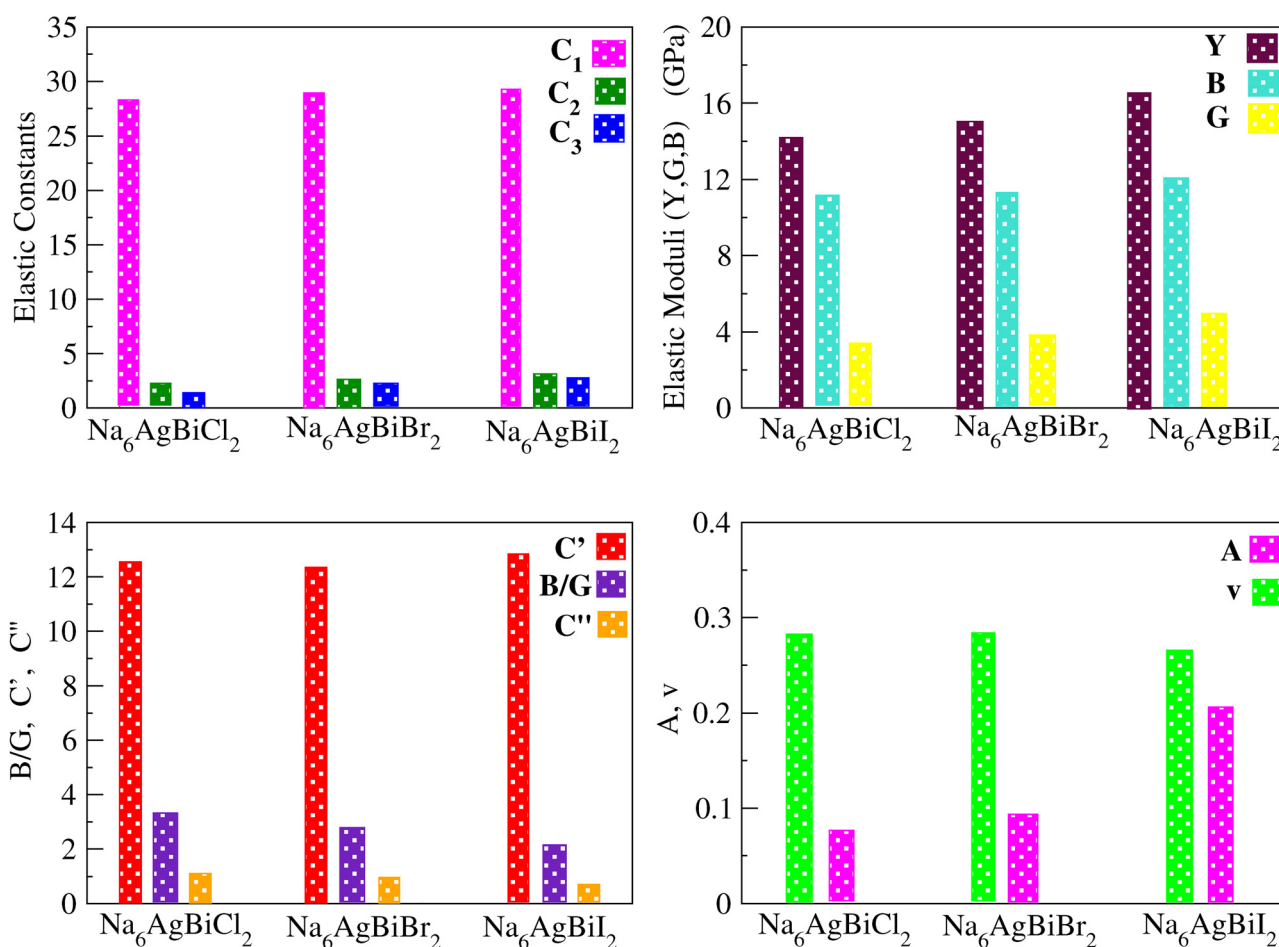 35
30
25
20
15
10
5
0
Elastic Constants
C₁
C₂
C₃
Na₆AgBiCl₂
Na₆AgBiBr₂
Na₆AgBiI₂
20
16
12
8
4
0
Elastic Moduli (Y,G,B) (GPa)
Y
B
G
Na₆AgBiCl₂
Na₆AgBiBr₂
Na₆AgBiI₂
14
12
10
8
6
4
2
0
B/G, C’, C"
C’
B/G
C"
Na₆AgBiCl₂
Na₆AgBiBr₂
Na₆AgBiI₂
0.4
0.3
0.2
0.1
0
A, v
A
v
Na₆AgBiCl₂
Na₆AgBiBr₂
Na₆AgBiI₂